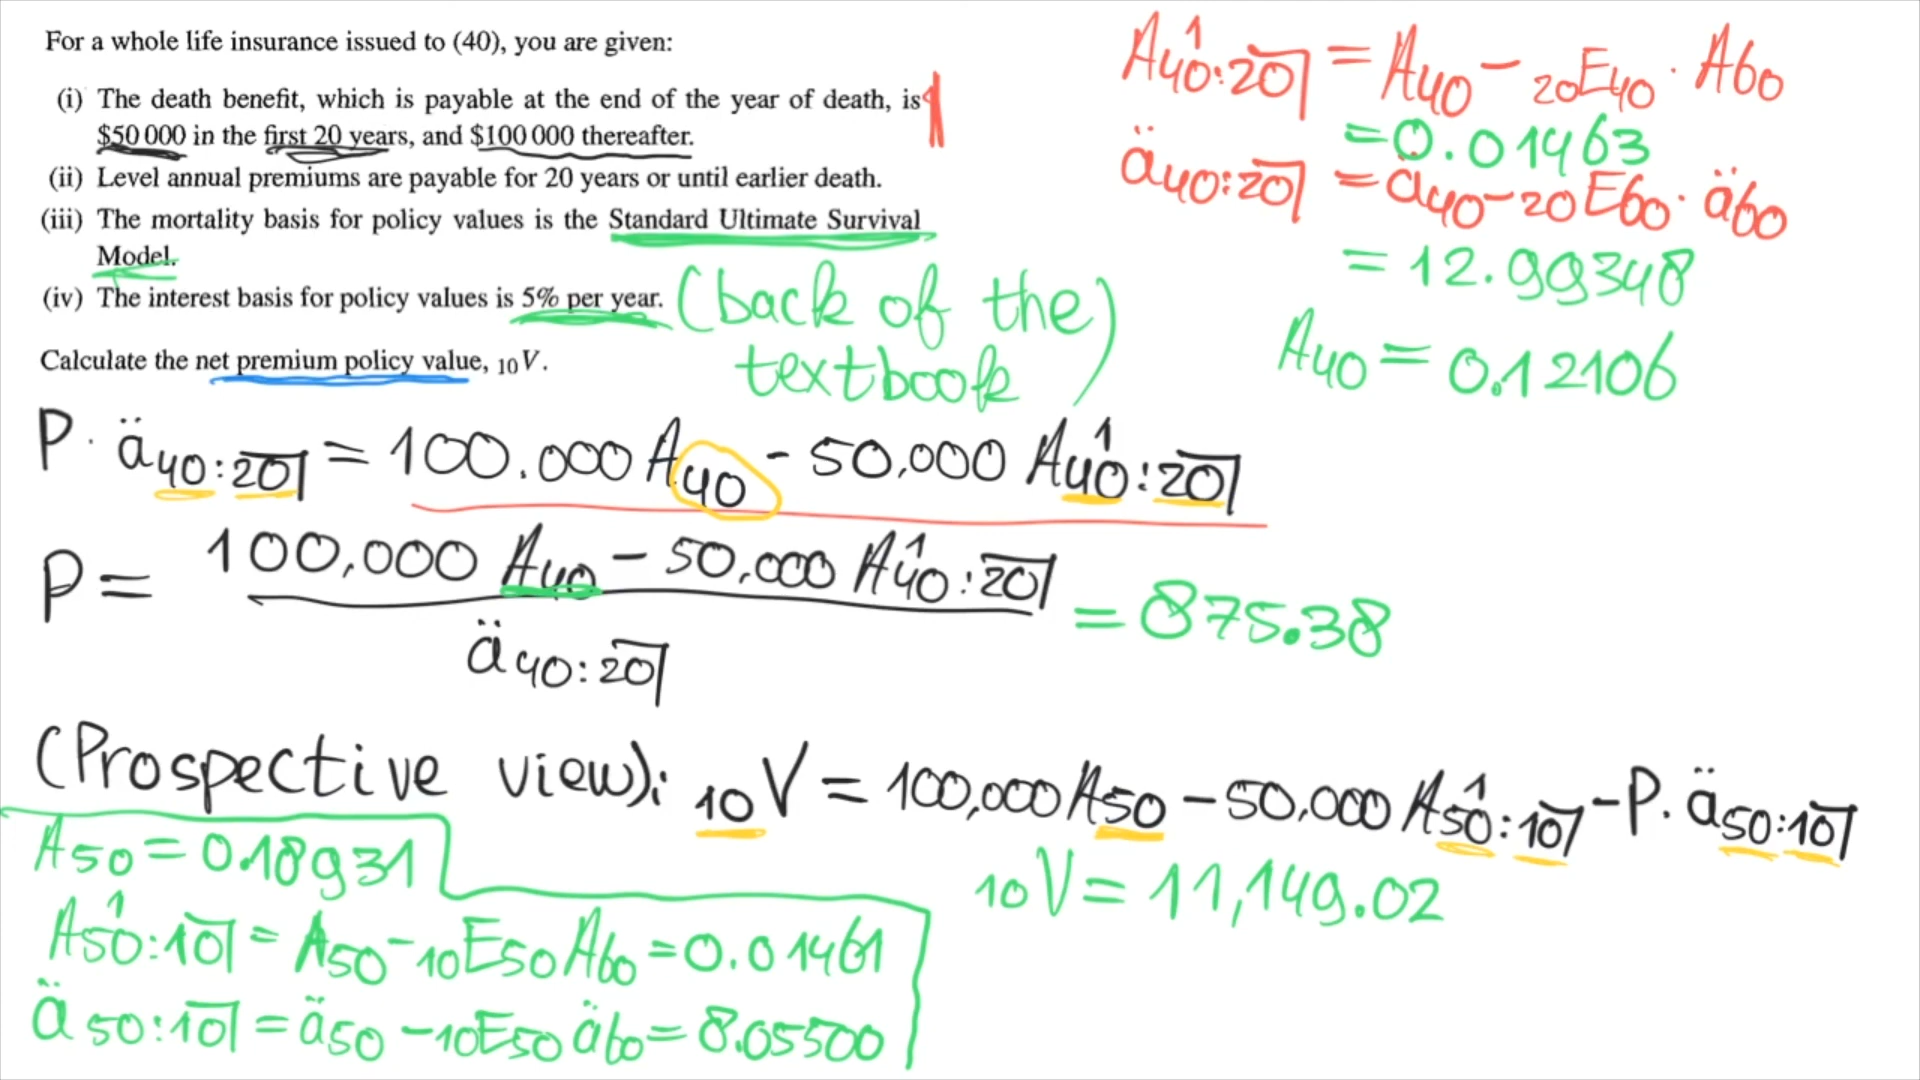 For a whole life insurance issued to (40), you are given:
(i) The death benefit, which is payable at the end of the year of death, is
$50 000 in the first 20 years, and $100 000 thereafter.
(ii) Level annual premiums are payable for 20 years or until earlier death.
(iii) The mortality basis for policy values is the Standard Ultimate Survival
Model.
(iv) The interest basis for policy values is 5% per year.
Calculate the net premium policy value, ₁₀V.
(back of the
textbook)
A¹40:20⅂ = A40 - 20E40 · A60
= 0.01463
ä40:20⅂ = ä40 - 20E60 · ä60
= 12.99348
A40 = 0.12106
P · ä40:20⅂ = 100.000 A40 - 50,000 A¹40:20⅂
P = 100,000 A40 - 50,000 A¹40:20⅂ = 875.38
ä40:20⅂
(Prospective view): 10V = 100,000 A50 - 50,000 A¹50:10⅂ - P. ä50:10⅂
10V = 11,149.02
A50 = 0.18931
A¹50:10⅂ = A50 - 10E50 A60 = 0.01461
ä50:10⅂ = ä50 - 10E50 ä60 = 8.05500